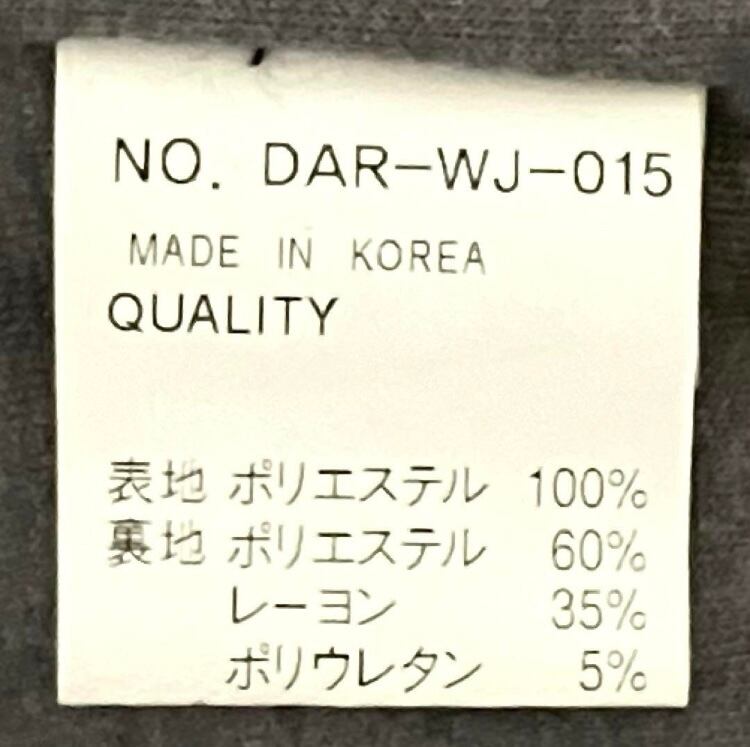 NO. DAR-WJ-015
MADE IN KOREA
QUALITY
表地 ポリエステル 100%
裏地 ポリエステル 60%
レーヨン 35%
ポリウレタン 5%